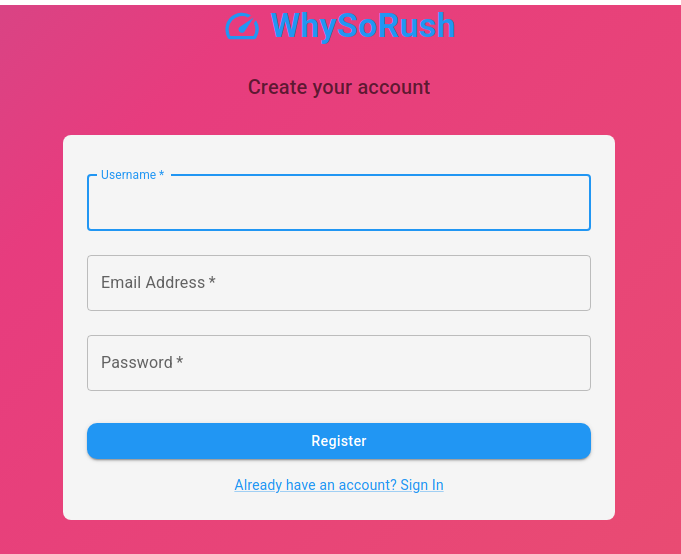 WhySoRush
Create your account
Username *
Email Address *
Password *
Register
Already have an account? Sign In